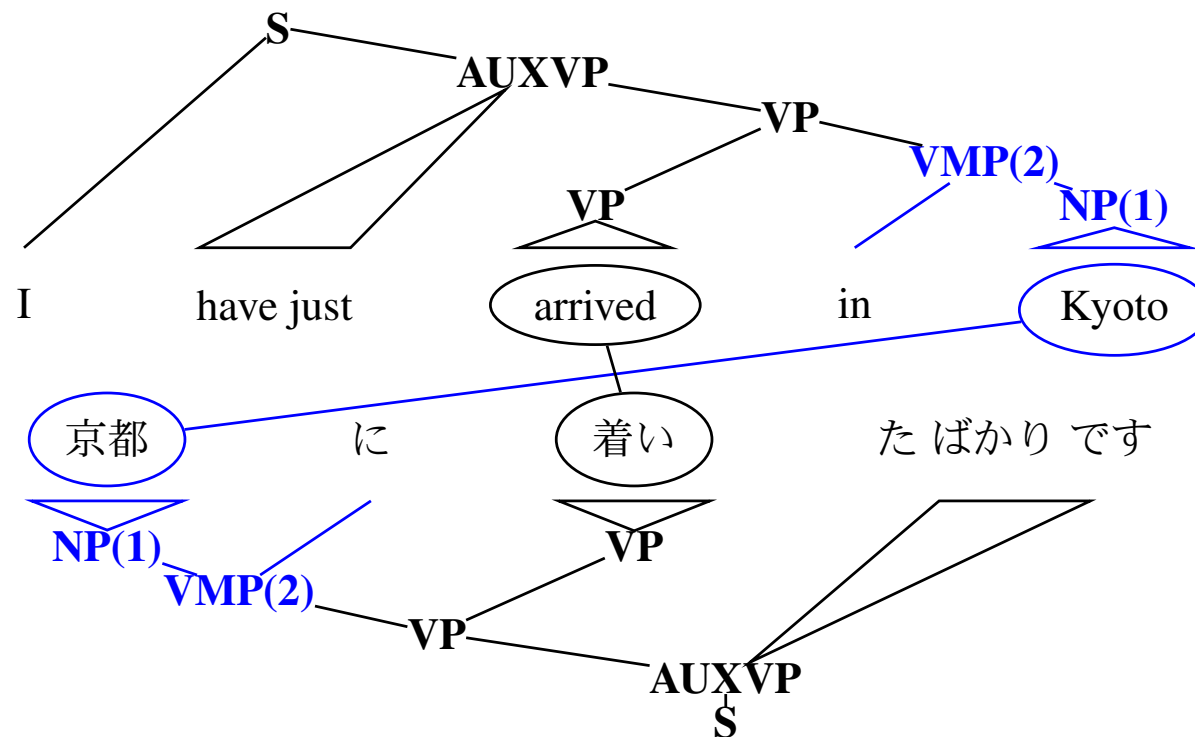 S
AUXVP
VP
VMP(2)
VP NP(1)
I have just arrived in Kyoto
京都 に 着い た ばかり です
NP(1) VP
VMP(2)
VP
AUXVP
S